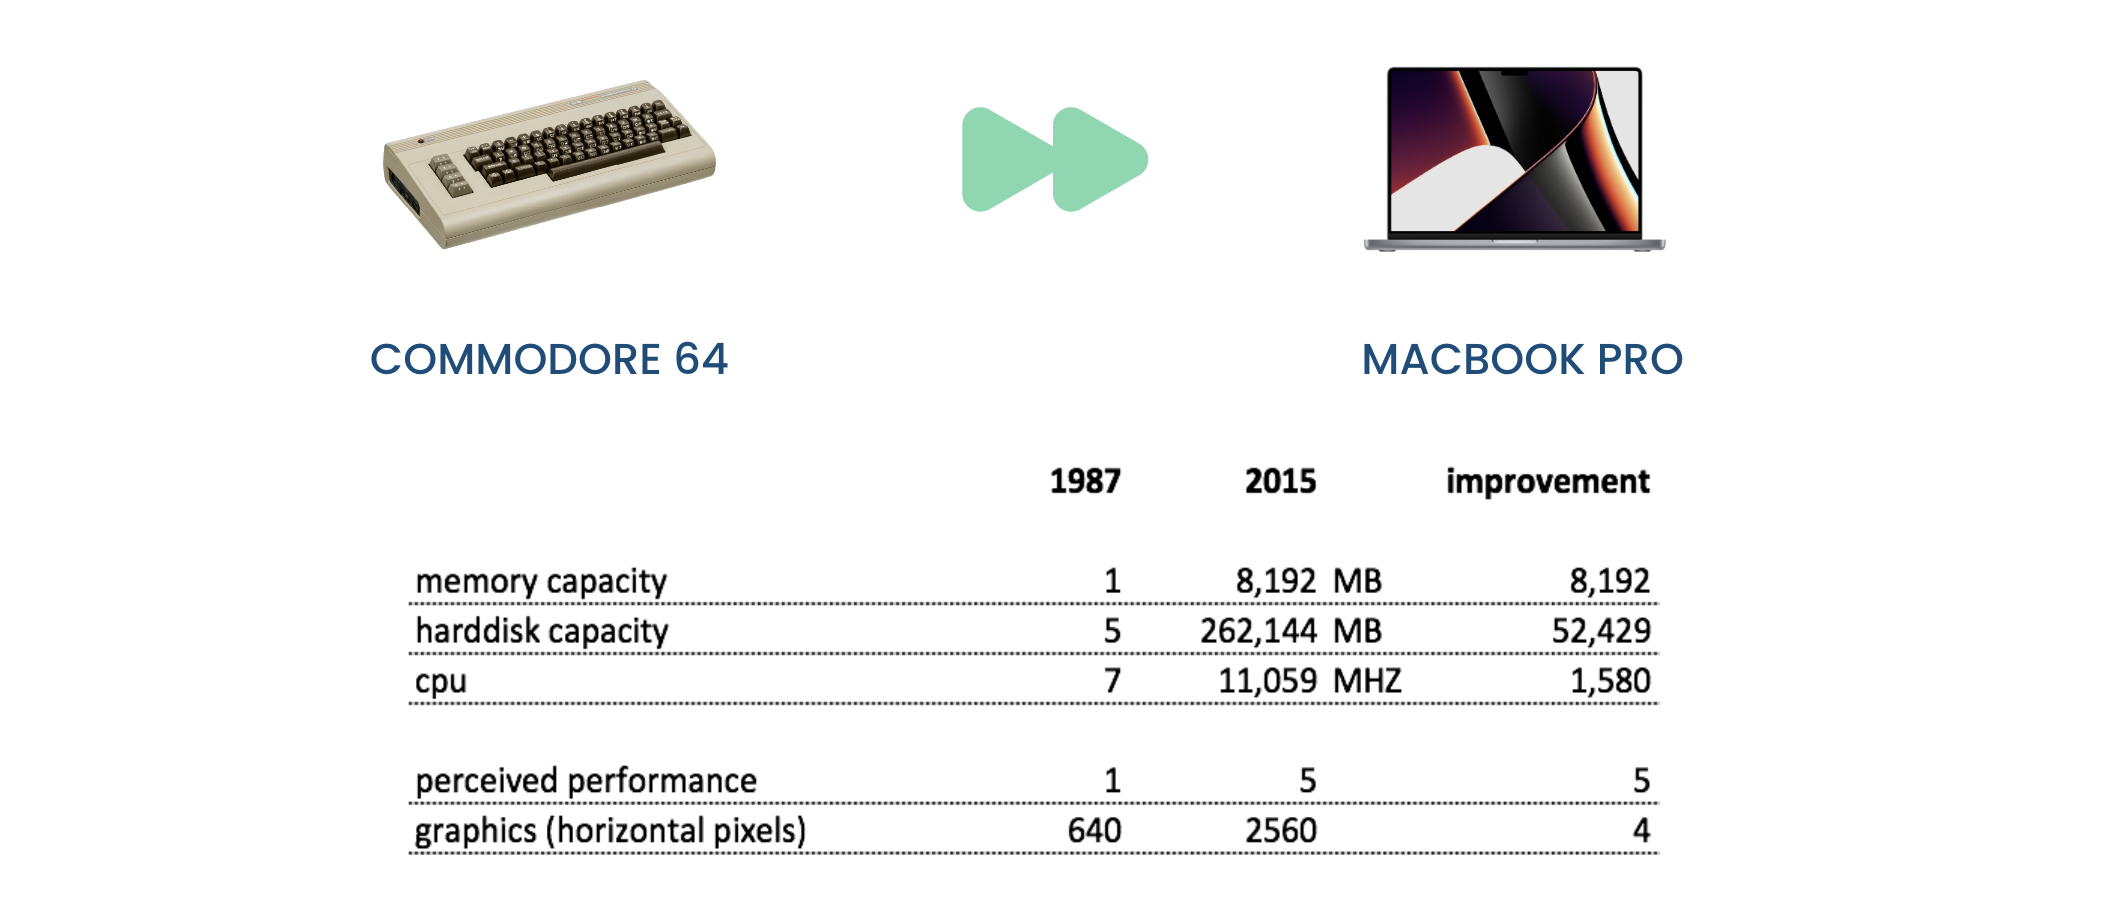 COMMODORE 64 MACBOOK PRO
1987 2015 improvement
memory capacity 1 8,192 MB 8,192
harddisk capacity 5 262,144 MB 52,429
cpu 7 11,059 MHZ 1,580
perceived performance 1 5 5
graphics (horizontal pixels) 640 2560 4